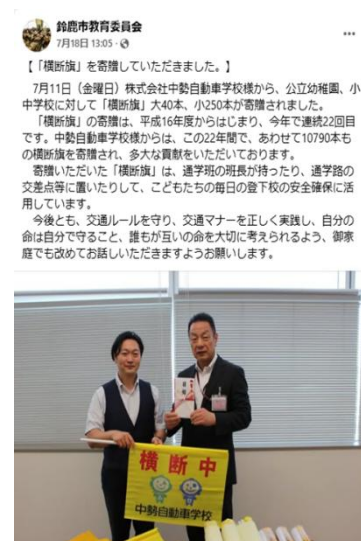 鈴鹿市教育委員会
7月18日 13:05
【「横断旗」を寄贈していただきました。】
7月11日（金曜日）株式会社中勢自動車学校様から、公立幼稚園、小
中学校に対して「横断旗」大40本、小250本が寄贈されました。
「横断旗」の寄贈は、平成16年度からはじまり、今年で連続22回目
です。中勢自動車学校様からは、この22年間で、あわせて10790本も
の横断旗を寄贈され、多大な貢献をいただいております。
寄贈いただいた「横断旗」は、通学班の班長が持ったり、通学路の
交差点等に置いたりして、こどもたちの毎日の登下校の安全確保に活
用しています。
今後とも、交通ルールを守り、交通マナーを正しく実践し、自分の
命は自分で守ること、誰もが互いの命を大切に考えられるよう、御家
庭でも改めてお話しいただきますようお願いします。
横断中
中勢自動車学校